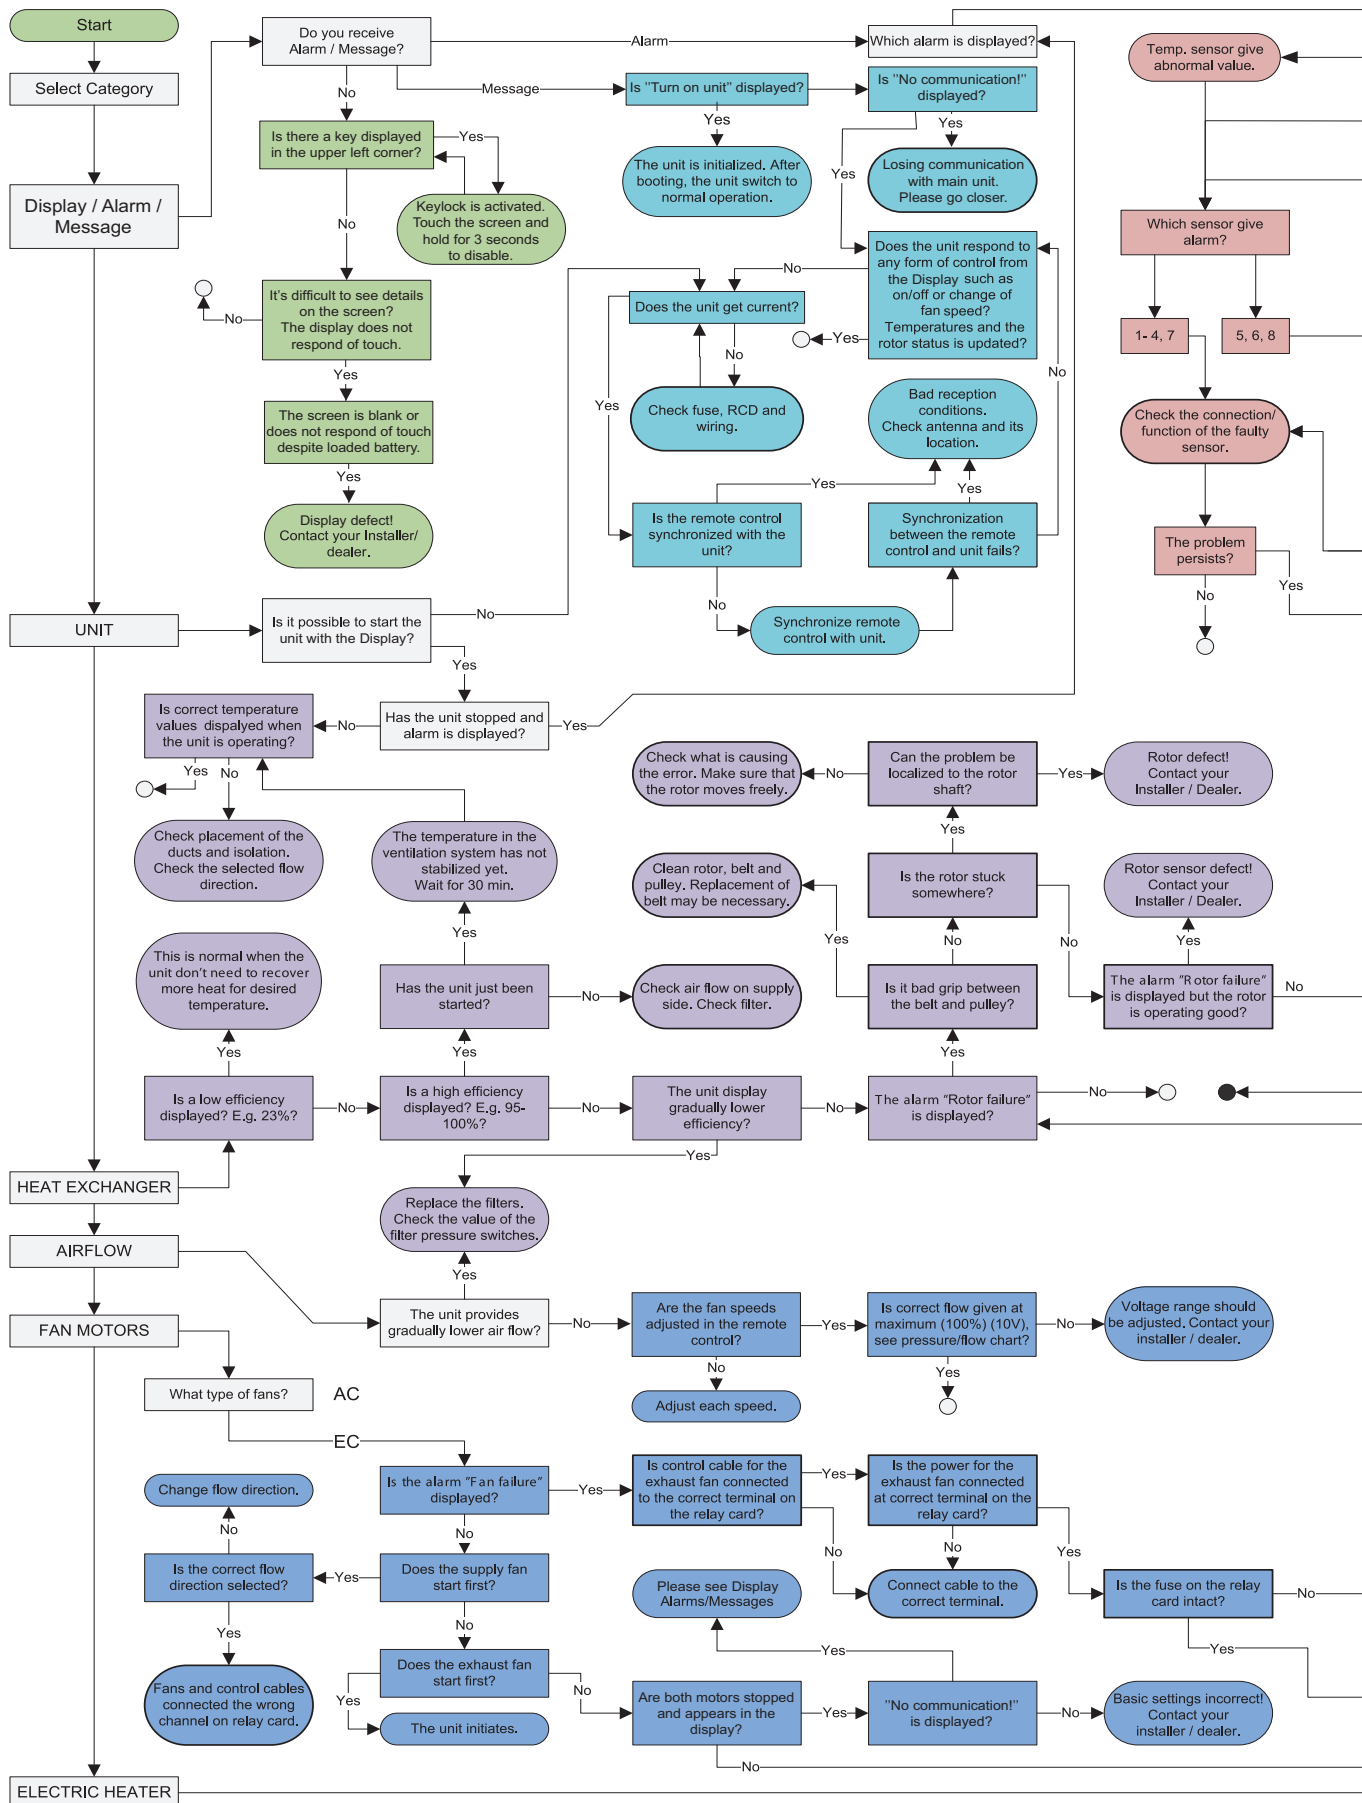 Start
Select Category
Display / Alarm /
Message
Do you receive
Alarm / Message?
Alarm
Which alarm is displayed?
Message
No
Is "Turn on unit" displayed?
Is "No communication!"
displayed?
Temp. sensor give
abnormal value.
Yes
The unit is initialized. After
booting, the unit switch to
normal operation.
Yes
Losing communication
with main unit.
Please go closer.
Yes
Is there a key displayed
in the upper left corner?
Yes
Keylock is activated.
Touch the screen and
hold for 3 seconds
to disable.
No
Which sensor give
alarm?
Does the unit respond to
any form of control from
the Display such as
on/off or change of
fan speed?
Temperatures and the
rotor status is updated?
No
Yes
No
It's difficult to see details
on the screen?
The display does not
respond of touch.
No
Does the unit get current?
No
1- 4, 7
5, 6, 8
Yes
The screen is blank or
does not respond of touch
despite loaded battery.
Yes
Check fuse, RCD and
wiring.
Bad reception
conditions.
Check antenna and its
location.
Check the connection/
function of the faulty
sensor.
Yes
Display defect!
Contact your Installer/
dealer.
Yes
Yes
Is the remote control
synchronized with the
unit?
Synchronization
between the remote
control and unit fails?
The problem
persists?
No
Yes
No
Synchronize remote
control with unit.
UNIT
Is it possible to start the
unit with the Display?
No
Yes
Is correct temperature
values dispalyed when
the unit is operating?
No
Has the unit stopped and
alarm is displayed?
Yes
Yes
No
Check placement of the
ducts and isolation.
Check the selected flow
direction.
The temperature in the
ventilation system has not
stabilized yet.
Wait for 30 min.
Check what is causing
the error. Make sure that
the rotor moves freely.
No
Can the problem be
localized to the rotor
shaft?
Yes
Rotor defect!
Contact your
Installer / Dealer.
Yes
Clean rotor, belt and
pulley. Replacement of
belt may be necessary.
Is the rotor stuck
somewhere?
Rotor sensor defect!
Contact your
Installer / Dealer.
Yes
Yes
No
No
Yes
This is normal when the
unit don't need to recover
more heat for desired
temperature.
Has the unit just been
started?
No
Check air flow on supply
side. Check filter.
Is it bad grip between
the belt and pulley?
The alarm "Rotor failure"
is displayed but the rotor
is operating good?
No
Yes
Yes
Yes
Is a low efficiency
displayed? E.g. 23%?
No
Is a high efficiency
displayed? E.g. 95-
100%?
No
The unit display
gradually lower
efficiency?
No
The alarm "Rotor failure"
is displayed?
No
Yes
HEAT EXCHANGER
Replace the filters.
Check the value of the
filter pressure switches.
AIRFLOW
Yes
FAN MOTORS
The unit provides
gradually lower air flow?
No
Are the fan speeds
adjusted in the remote
control?
Yes
Is correct flow given at
maximum (100%) (10V),
see pressure/flow chart?
No
Voltage range should
be adjusted. Contact your
installer / dealer.
No
Yes
Adjust each speed.
What type of fans?
AC
EC
Change flow direction.
Is the alarm "Fan failure"
displayed?
Yes
Is control cable for the
exhaust fan connected
to the correct terminal on
the relay card?
Yes
Is the power for the
exhaust fan connected
at correct terminal on the
relay card?
No
No
No
No
Yes
Is the correct flow
direction selected?
Yes
Does the supply fan
start first?
Please see Display
Alarms/Messages
Connect cable to the
correct terminal.
Is the fuse on the relay
card intact?
No
Yes
No
Yes
Yes
Fans and control cables
connected the wrong
channel on relay card.
Does the exhaust fan
start first?
No
Yes
The unit initiates.
Are both motors stopped
and appears in the
display?
Yes
"No communication!"
is displayed?
No
Basic settings incorrect!
Contact your
installer / dealer.
No
ELECTRIC HEATER